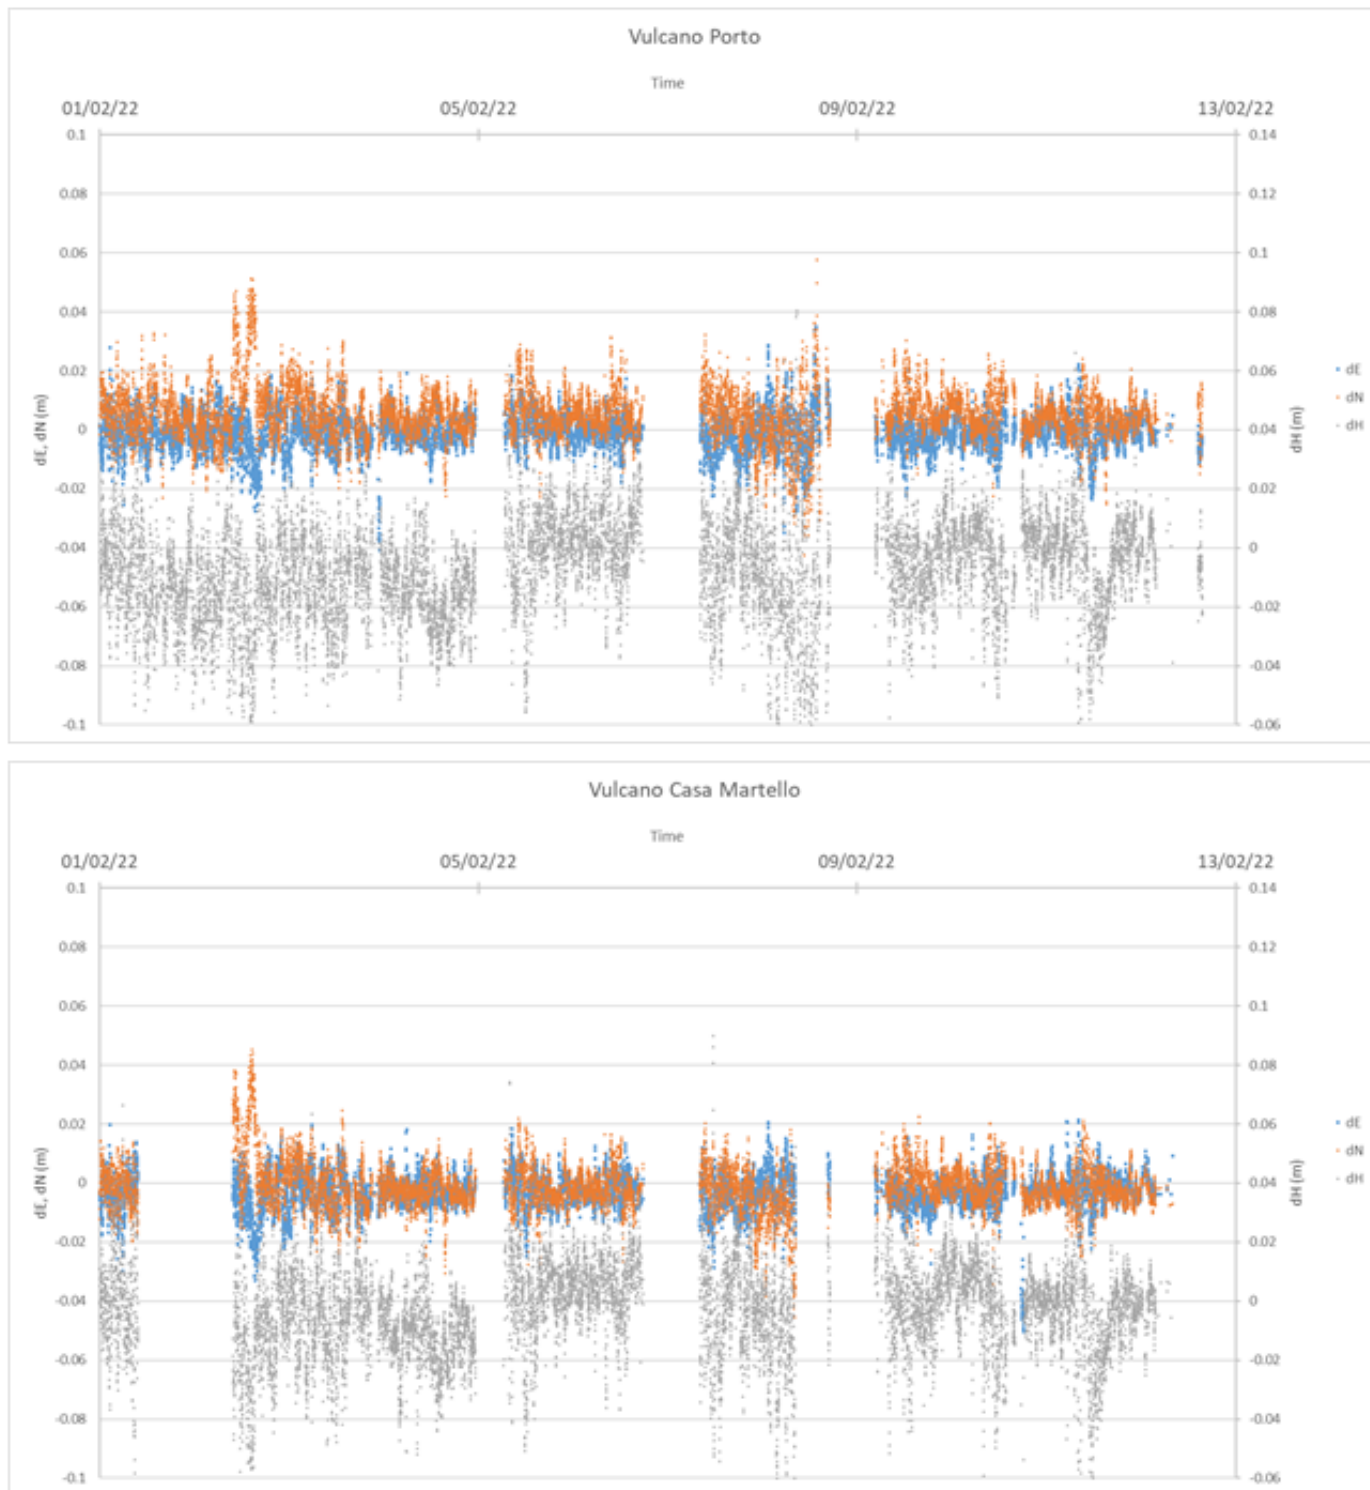 Vulcano Porto
Time
01/02/22 05/02/22 09/02/22 13/02/22
0.1 0.14
0.08 0.12
0.06 0.1
0.04 0.08
0.02 0.06
0 0.04
-0.02 0.02
-0.04 0
-0.06 -0.02
-0.08 -0.04
-0.1 -0.06
dE, dN (m)
dH (m)
dE
dN
dH
Vulcano Casa Martello
Time
01/02/22 05/02/22 09/02/22 13/02/22
0.1 0.14
0.08 0.12
0.06 0.1
0.04 0.08
0.02 0.06
0 0.04
-0.02 0.02
-0.04 0
-0.06 -0.02
-0.08 -0.04
-0.1 -0.06
dE, dN (m)
dH (m)
dE
dN
dH